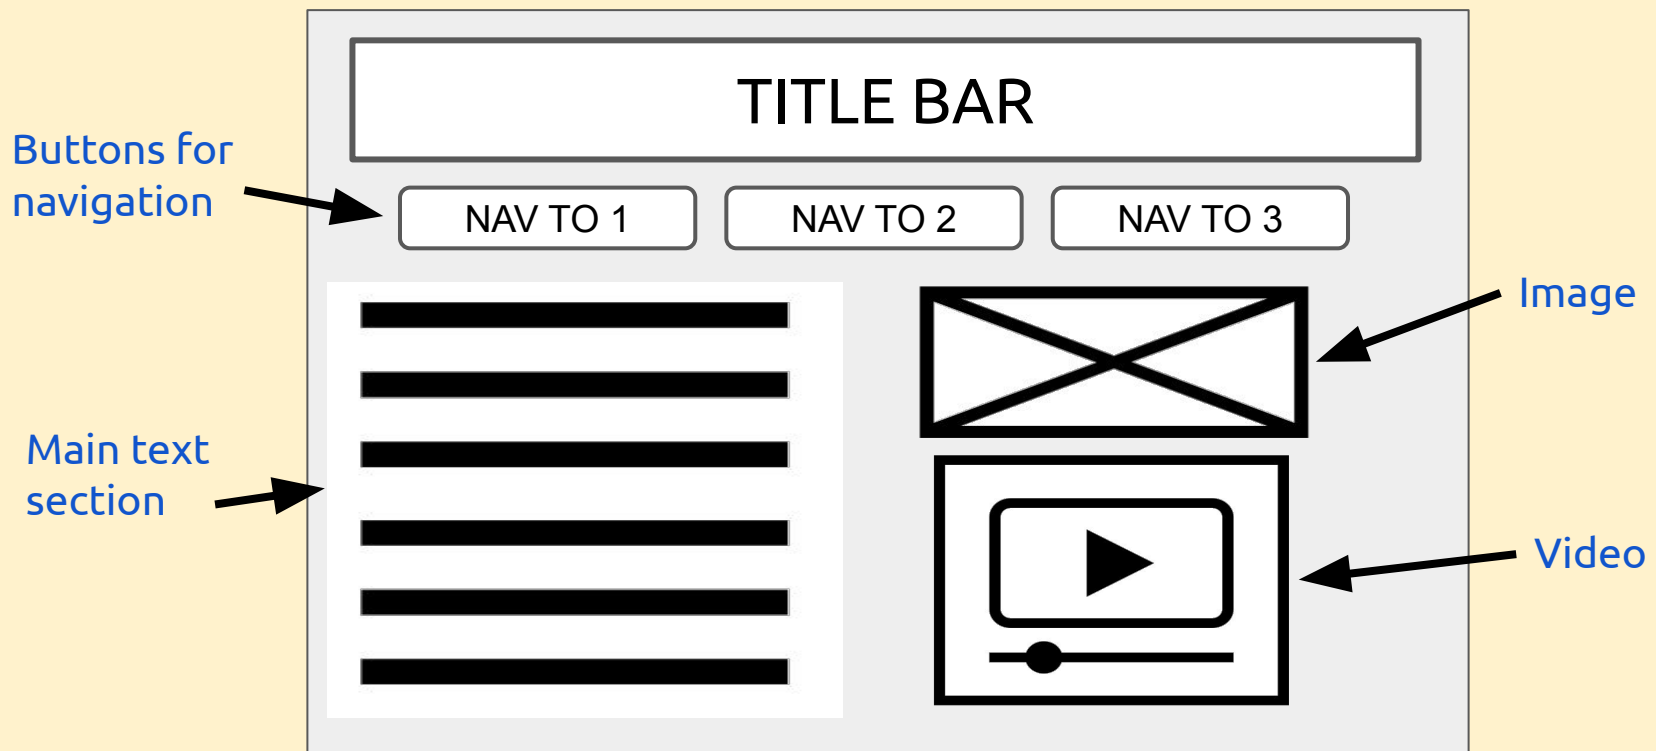 TITLE BAR
Buttons for
navigation
NAV TO 1
NAV TO 2
NAV TO 3
Image
Main text
section
Video